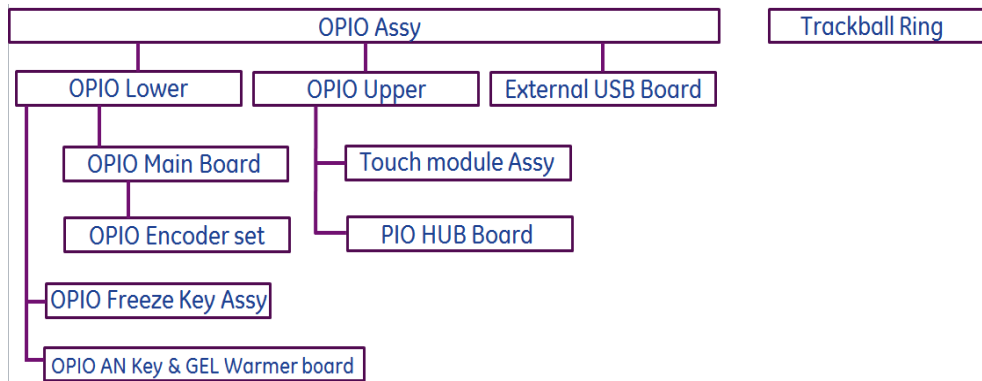 OPIO Assy
Trackball Ring
OPIO Lower
OPIO Upper
External USB Board
OPIO Main Board
Touch module Assy
OPIO Encoder set
PIO HUB Board
OPIO Freeze Key Assy
OPIO AN Key & GEL Warmer board